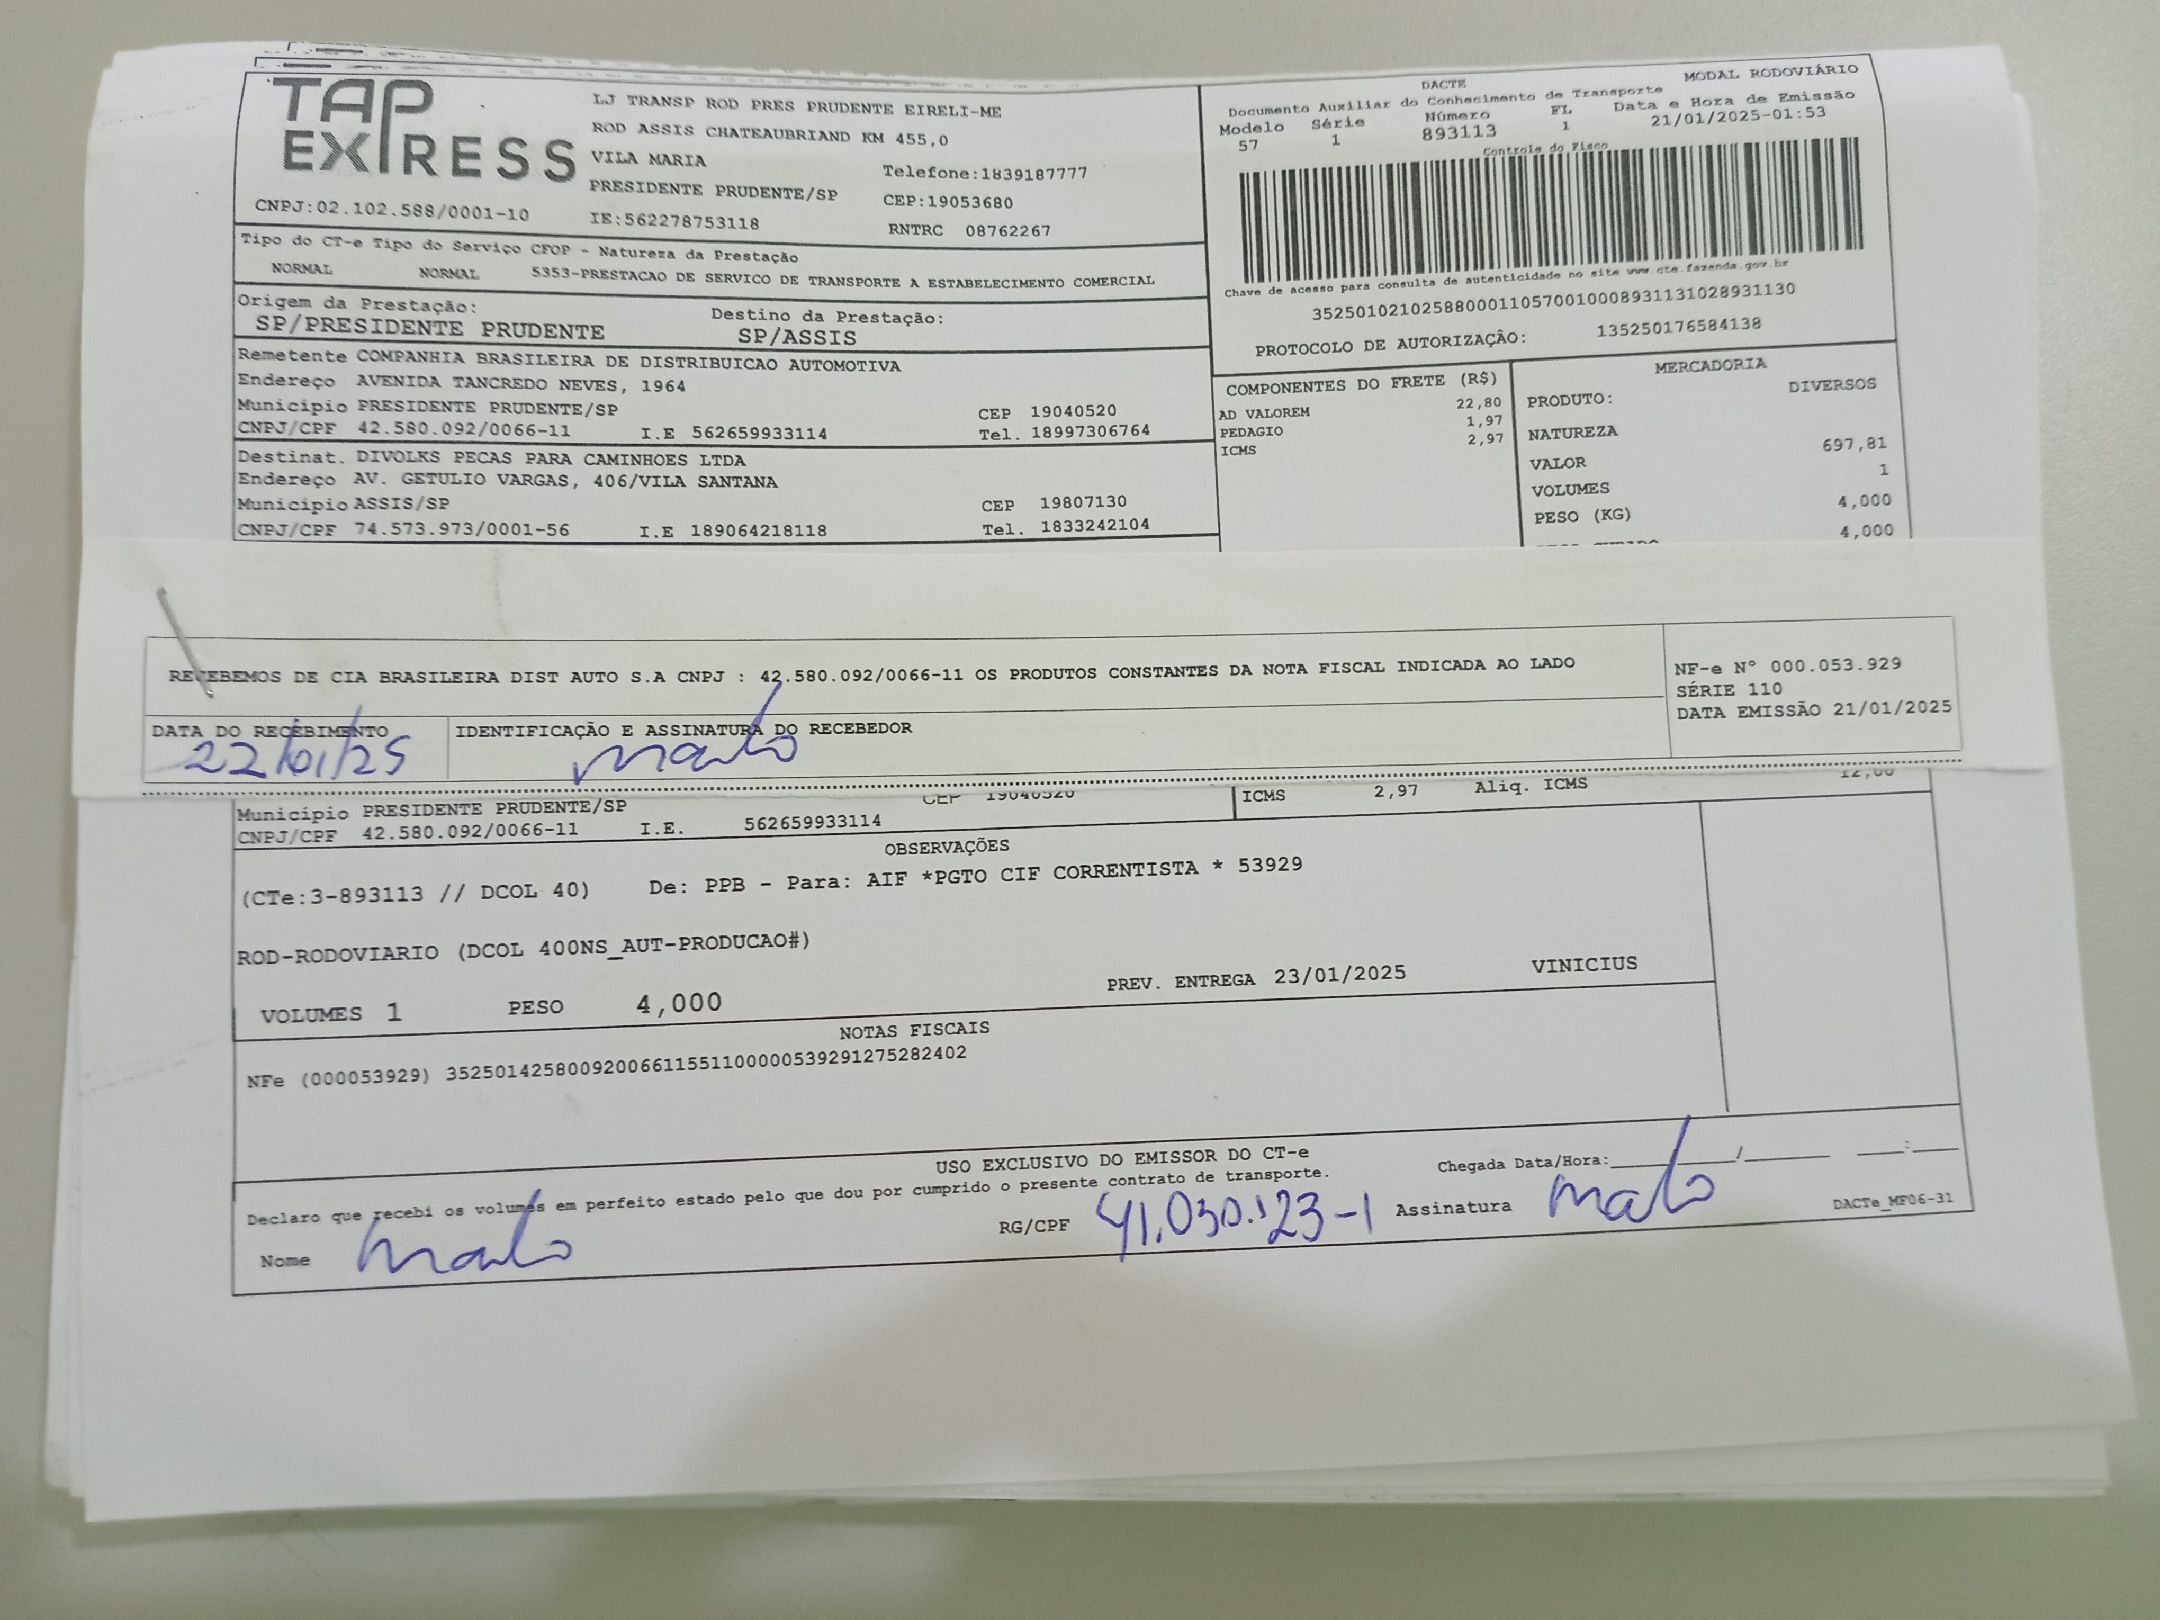 TAP EXPRESS
LJ TRANSP ROD PRES PRUDENTE EIRELI-ME
ROD ASSIS CHATEAUBRIAND KM 455,0
VILA MARIA
Telefone:1839187777
PRESIDENTE PRUDENTE/SP
CEP:19053680
CNPJ:02.102.588/0001-10
IE:562278753118
RNTRC 08762267
DACTE
MODAL RODOVIÁRIO
Documento Auxiliar do Conhecimento de Transporte
Modelo Série Número FL Data e Hora de Emissão
57 1 893113 1 21/01/2025-01:53
Controle do Fisco
Chave de acesso para consulta de autenticidade no site www.cte.fazenda.gov.br
35250102102588000110570010008931131028931130
PROTOCOLO DE AUTORIZAÇÃO: 135250176584138
Tipo do CT-e Tipo do Serviço CFOP - Natureza da Prestação
NORMAL NORMAL 5353-PRESTACAO DE SERVICO DE TRANSPORTE A ESTABELECIMENTO COMERCIAL
Origem da Prestação: Destino da Prestação:
SP/PRESIDENTE PRUDENTE SP/ASSIS
Remetente COMPANHIA BRASILEIRA DE DISTRIBUICAO AUTOMOTIVA
Endereço AVENIDA TANCREDO NEVES, 1964
Município PRESIDENTE PRUDENTE/SP CEP 19040520
CNPJ/CPF 42.580.092/0066-11 I.E 562659933114 Tel. 18997306764
Destinat. DIVOLKS PECAS PARA CAMINHOES LTDA
Endereço AV. GETULIO VARGAS, 406/VILA SANTANA
Município ASSIS/SP CEP 19807130
CNPJ/CPF 74.573.973/0001-56 I.E 189064218118 Tel. 1833242104
COMPONENTES DO FRETE (R$)
AD VALOREM 22,80
PEDAGIO 1,97
ICMS 2,97
MERCADORIA
PRODUTO: DIVERSOS
NATUREZA
VALOR 697,81
VOLUMES 1
PESO (KG) 4,000
4,000
RECEBEMOS DE CIA BRASILEIRA DIST AUTO S.A CNPJ : 42.580.092/0066-11 OS PRODUTOS CONSTANTES DA NOTA FISCAL INDICADA AO LADO
NF-e N° 000.053.929
SÉRIE 110
DATA EMISSÃO 21/01/2025
DATA DO RECEBIMENTO IDENTIFICAÇÃO E ASSINATURA DO RECEBEDOR
22/01/25
Município PRESIDENTE PRUDENTE/SP CEP 19040520
ICMS 2,97 Aliq. ICMS 12,00
CNPJ/CPF 42.580.092/0066-11 I.E. 562659933114
OBSERVAÇÕES
(CTe:3-893113 // DCOL 40) De: PPB - Para: AIF *PGTO CIF CORRENTISTA * 53929
ROD-RODOVIARIO (DCOL 400NS_AUT-PRODUCAO#)
VOLUMES 1 PESO 4,000 PREV. ENTREGA 23/01/2025 VINICIUS
NOTAS FISCAIS
NFe (000053929) 35250142580092006611551100000539291275282402
USO EXCLUSIVO DO EMISSOR DO CT-e
Declaro que recebi os volumes em perfeito estado pelo que dou por cumprido o presente contrato de transporte.
Chegada Data/Hora:______/______ ___:___
Nome RG/CPF 41.030.123-1 Assinatura
DACTe_MF06-31